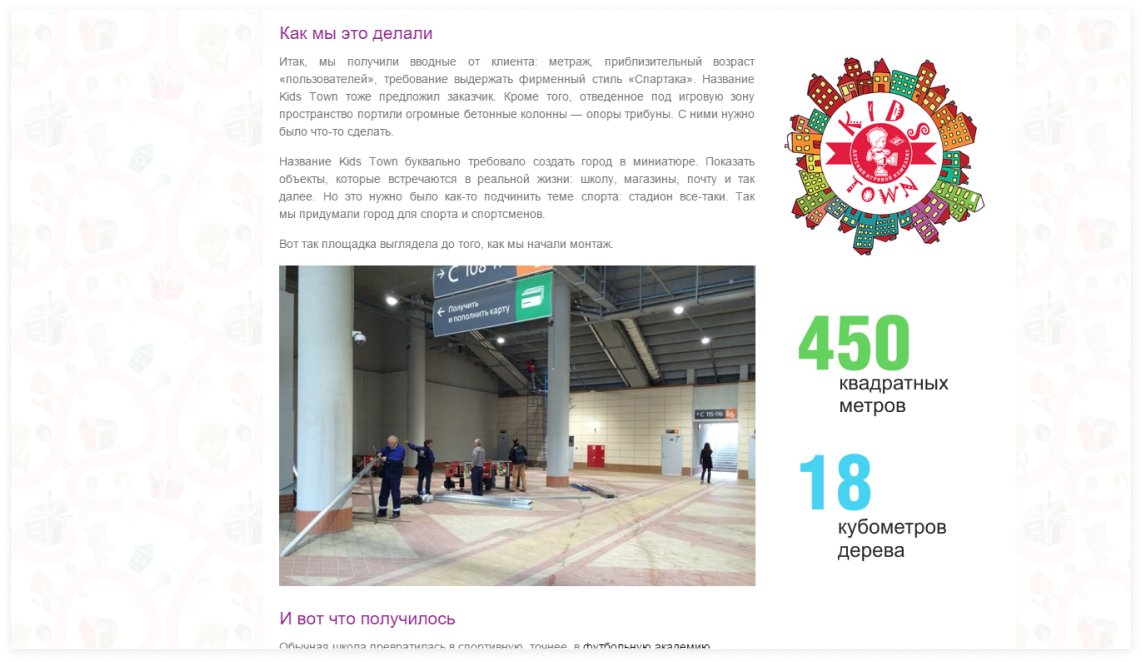 Как мы это делали
Итак, мы получили вводные от клиента: метраж, приблизительный возраст
«пользователей», требование выдержать фирменный стиль «Спартака». Название
Kids Town тоже предложил заказчик. Кроме того, отведенное под игровую зону
пространство портили огромные бетонные колонны — опоры трибуны. С ними нужно
было что-то сделать.
Название Kids Town буквально требовало создать город в миниатюре. Показать
объекты, которые встречаются в реальной жизни: школу, магазины, почту и так
далее. Но это нужно было как-то подчинить теме спорта: стадион все-таки. Так
мы придумали город для спорта и спортсменов.
Вот так площадка выглядела до того, как мы начали монтаж.
Получить
и пополнить карту
C 115-116
И вот что получилось
Обычная школа превратилась в спортивную, точнее, в футбольную академию.
KIDS
ДЕТСКИЙ ИГРОВОЙ КОМПЛЕКС
TOWN
450
квадратных
метров
18
кубометров
дерева